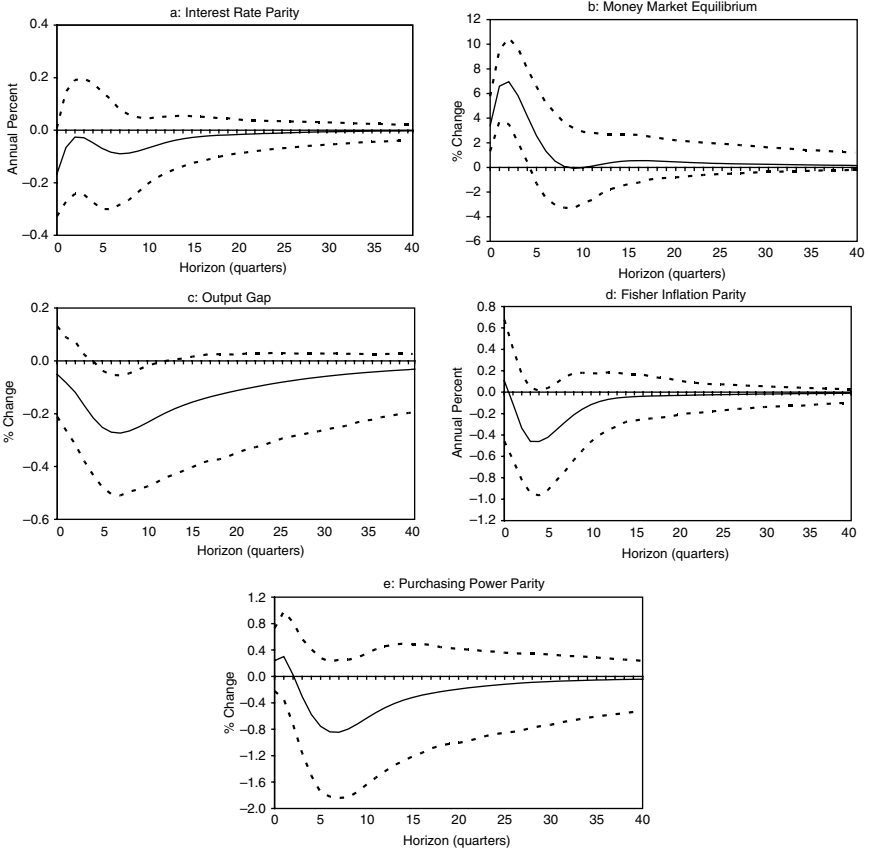 a: Interest Rate Parity
0.4
0.2
0.0
−0.2
−0.4
Annual Percent
0 5 10 15 20 25 30 35 40
Horizon (quarters)
b: Money Market Equilibrium
12
10
8
6
4
2
0
−2
−4
−6
% Change
0 5 10 15 20 25 30 35 40
Horizon (quarters)
c: Output Gap
0.2
0.0
−0.2
−0.4
−0.6
% Change
0 5 10 15 20 25 30 35 40
Horizon (quarters)
d: Fisher Inflation Parity
0.8
0.6
0.4
0.2
0.0
−0.2
−0.4
−0.6
−0.8
−1.0
−1.2
Annual Percent
0 5 10 15 20 25 30 35 40
Horizon (quarters)
e: Purchasing Power Parity
1.2
0.8
0.4
0.0
−0.4
−0.8
−1.2
−1.6
−2.0
% Change
0 5 10 15 20 25 30 35 40
Horizon (quarters)